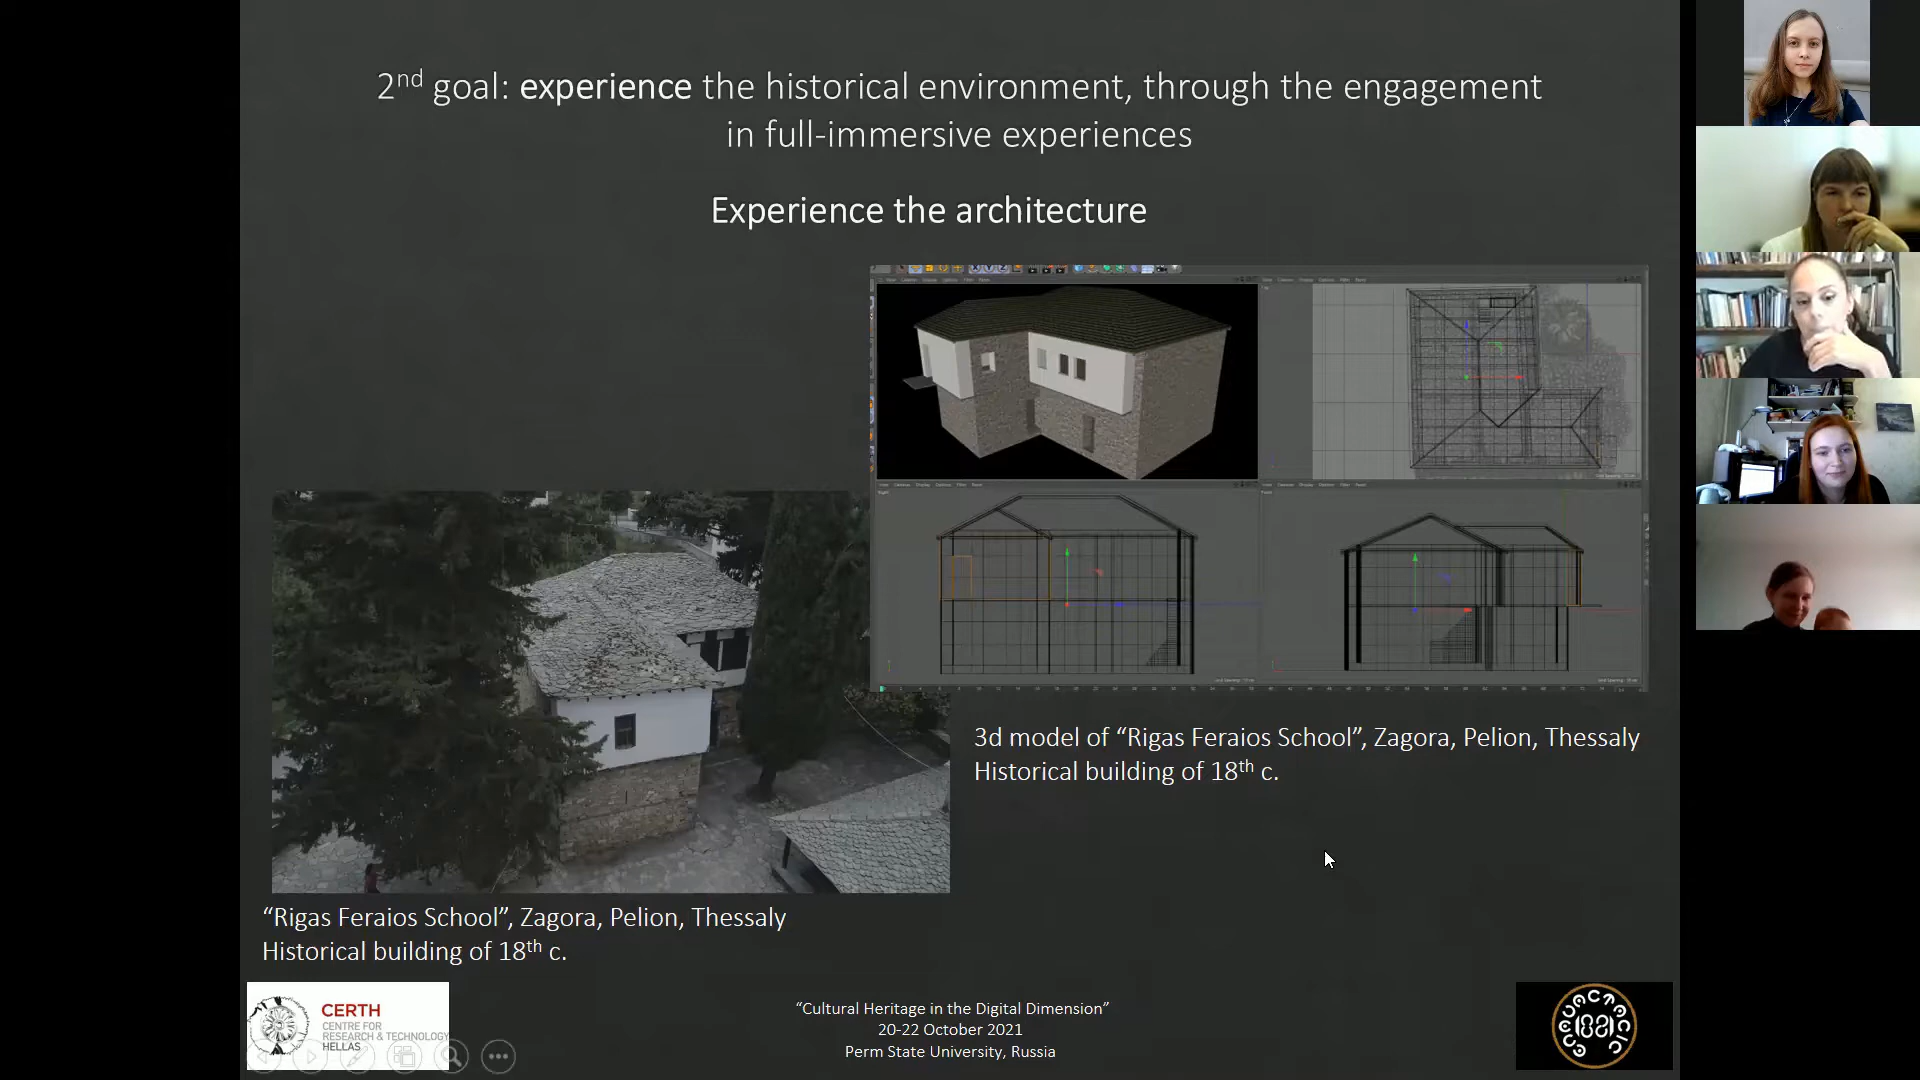 2nd goal: experience the historical environment, through the engagement
in full-immersive experiences
Experience the architecture
3d model of “Rigas Feraios School”, Zagora, Pelion, Thessaly
Historical building of 18th c.
“Rigas Feraios School”, Zagora, Pelion, Thessaly
Historical building of 18th c.
CERTH
CENTRE FOR
RESEARCH & TECHNOLOGY
HELLAS
“Cultural Heritage in the Digital Dimension”
20-22 October 2021
Perm State University, Russia